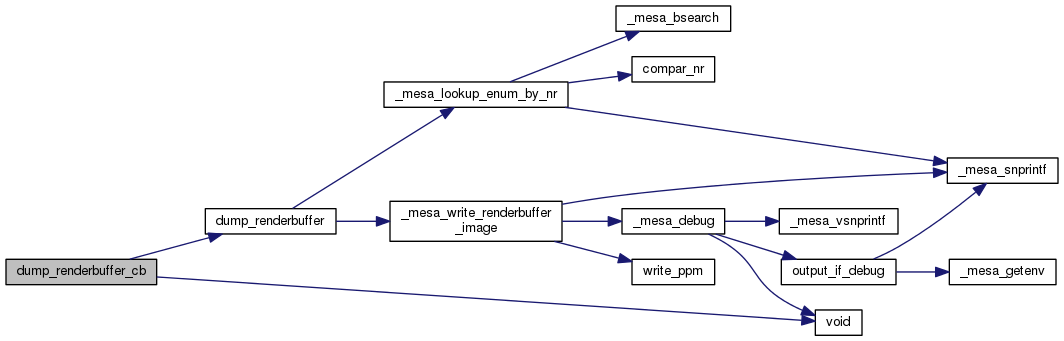 _mesa_bsearch
compar_nr
_mesa_lookup_enum_by_nr
_mesa_snprintf
dump_renderbuffer
_mesa_write_renderbuffer
_image
_mesa_debug
_mesa_vsnprintf
dump_renderbuffer_cb
write_ppm
output_if_debug
_mesa_getenv
void